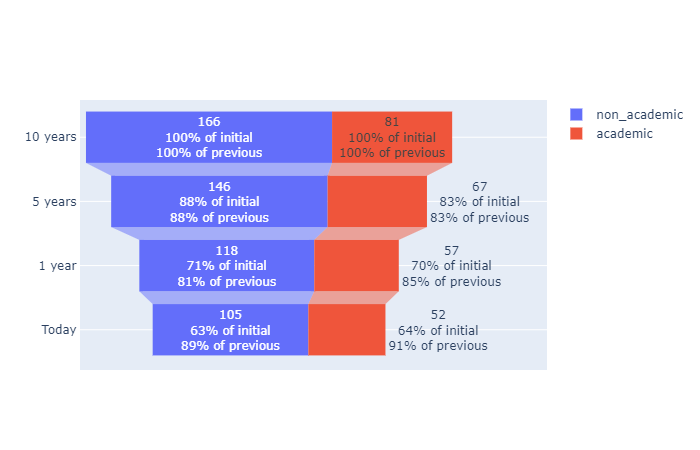 10 years
166
100% of initial
100% of previous
81
100% of initial
100% of previous
5 years
146
88% of initial
88% of previous
67
83% of initial
83% of previous
1 year
118
71% of initial
81% of previous
57
70% of initial
85% of previous
Today
105
63% of initial
89% of previous
52
64% of initial
91% of previous
non_academic
academic